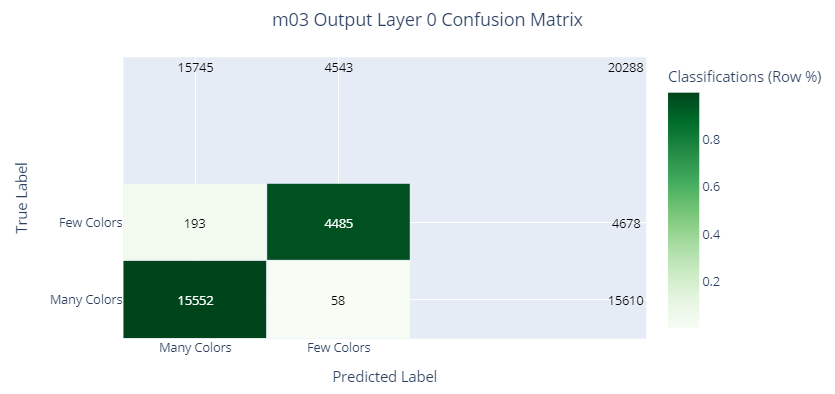 m03 Output Layer 0 Confusion Matrix
15745 4543 20288
Classifications (Row %)
0.8
0.6
0.4
0.2
True Label
Few Colors 193 4485 4678
Many Colors 15552 58 15610
Many Colors Few Colors
Predicted Label